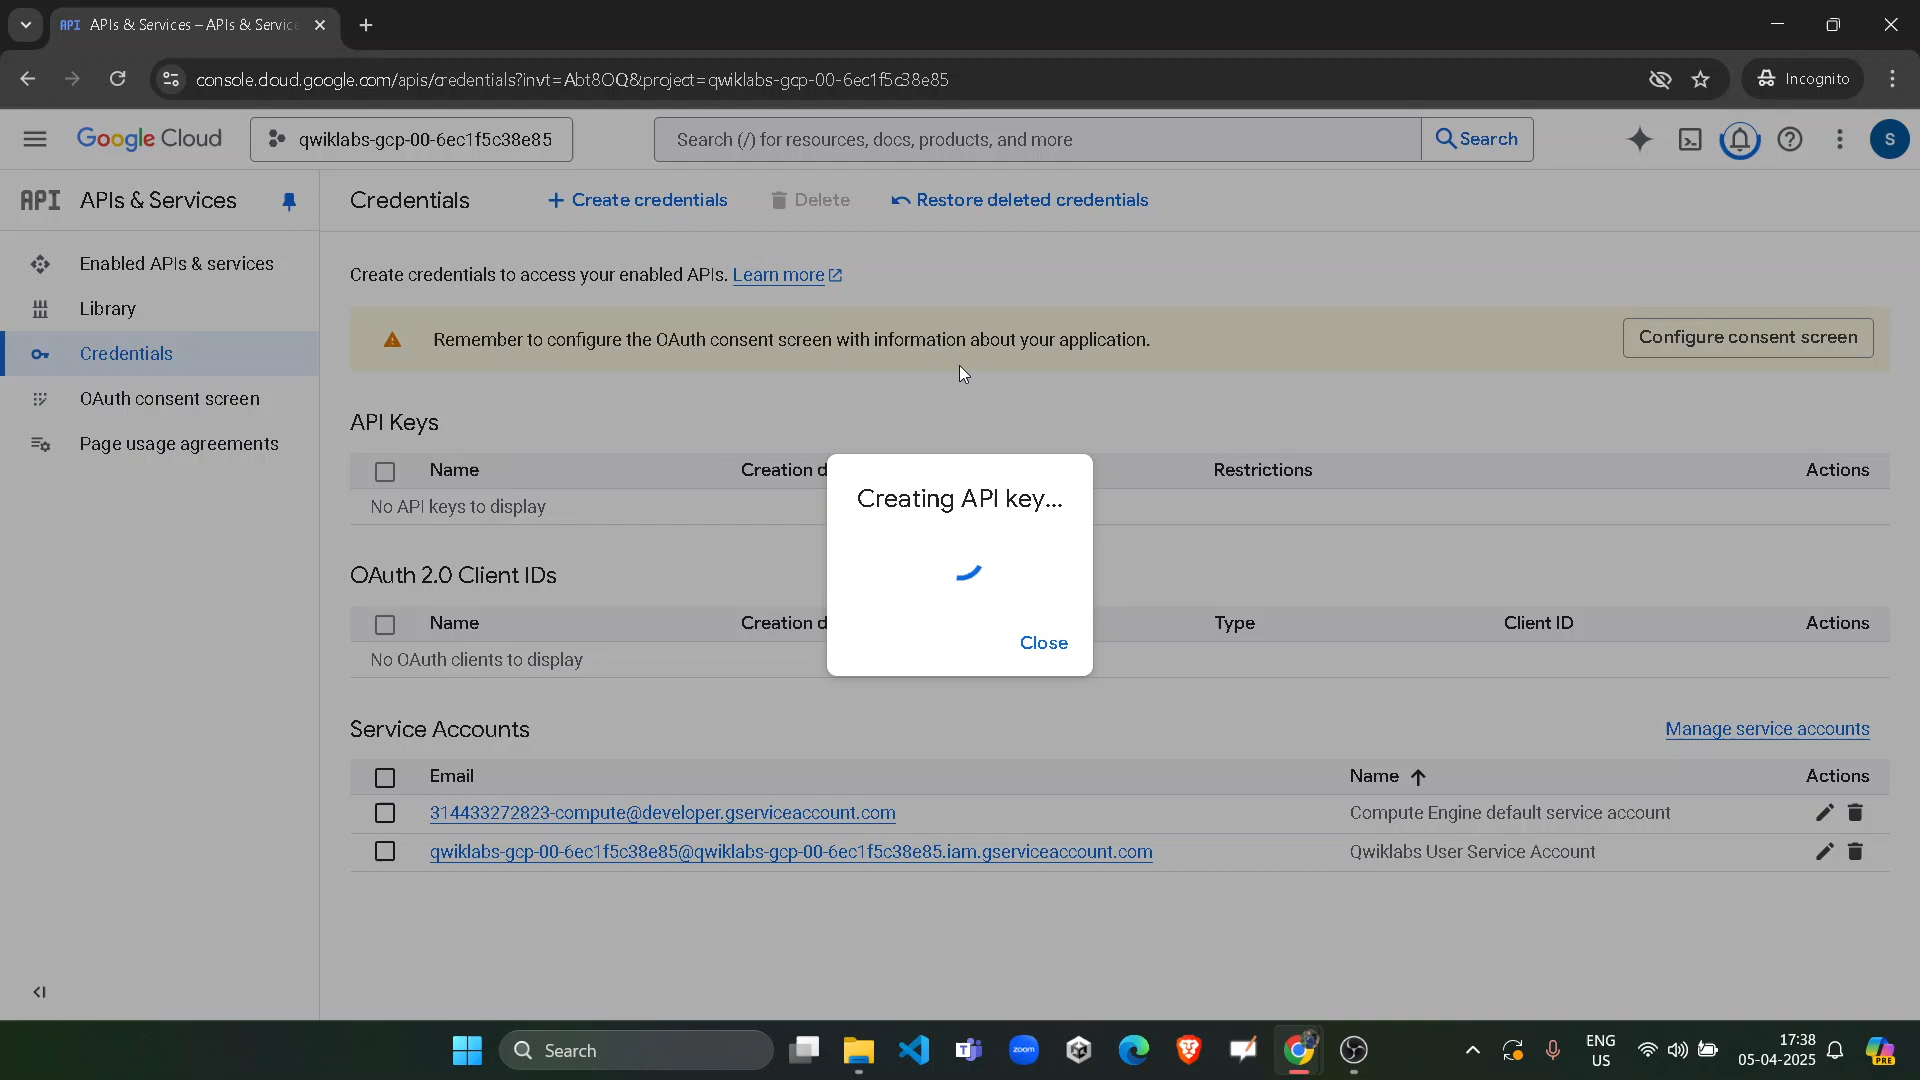 API APIs & Services – APIs & Servic
console.cloud.google.com/apis/credentials?invt=Abt8OQ&project=qwiklabs-gcp-00-6ec1f5c38e85
Incognito
Google Cloud
qwiklabs-gcp-00-6ec1f5c38e85
Search (/) for resources, docs, products, and more
Search
S
API APIs & Services
Credentials
Create credentials
Delete
Restore deleted credentials
Enabled APIs & services
Library
Credentials
OAuth consent screen
Page usage agreements
Create credentials to access your enabled APIs. Learn more
Remember to configure the OAuth consent screen with information about your application.
Configure consent screen
API Keys
Name Creation d Restrictions Actions
No API keys to display
Creating API key...
Close
OAuth 2.0 Client IDs
Name Creation d Type Client ID Actions
No OAuth clients to display
Service Accounts
Manage service accounts
Email Name Actions
314433272823-compute@developer.gserviceaccount.com Compute Engine default service account
qwiklabs-gcp-00-6ec1f5c38e85@qwiklabs-gcp-00-6ec1f5c38e85.iam.gserviceaccount.com Qwiklabs User Service Account
Search
zoom
ENG
US
17:38
05-04-2025
PRE